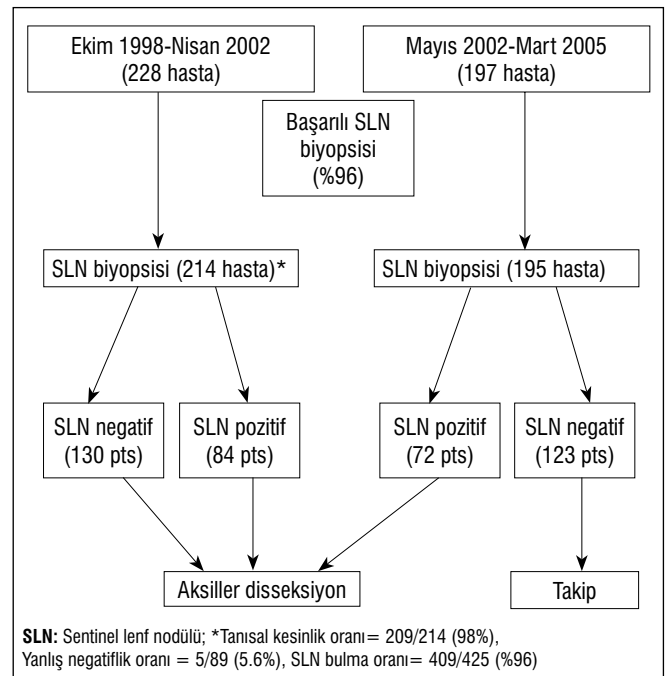 Ekim 1998-Nisan 2002
(228 hasta)
Mayıs 2002-Mart 2005
(197 hasta)
Başarılı SLN
biyopsisi
(%96)
SLN biyopsisi (214 hasta)*
SLN biyopsisi (195 hasta)
SLN negatif
(130 pts)
SLN pozitif
(84 pts)
SLN pozitif
(72 pts)
SLN negatif
(123 pts)
Aksiller disseksiyon
Takip
SLN: Sentinel lenf nodülü; *Tanısal kesinlik oranı= 209/214 (98%),
Yanlış negatiflik oranı = 5/89 (5.6%), SLN bulma oranı= 409/425 (%96)